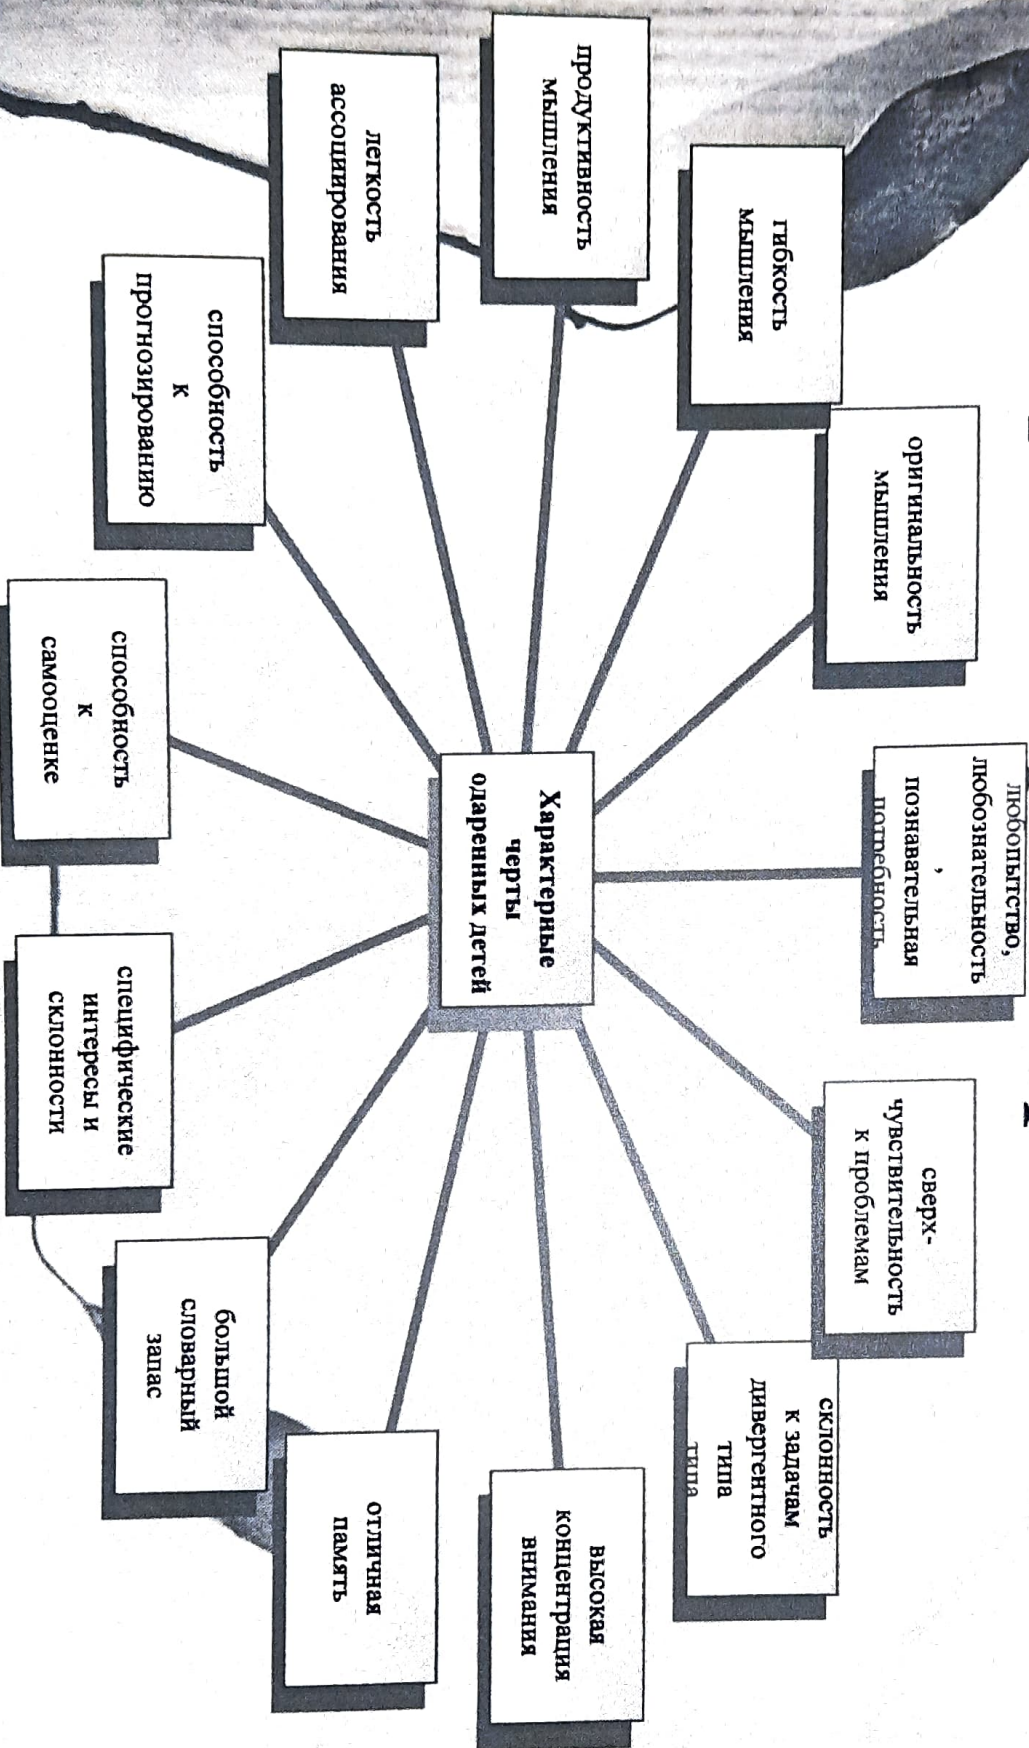 любопытство,
любознательность
,
познавательная
потребность
оригинальность
мышления
сверх-
чувствительность
к проблемам
гибкость
мышления
склонность
к задачам
дивергентного
типа
типа
продуктивность
мышления
высокая
концентрация
внимания
Характерные
черты
одаренных детей
легкость
ассоциирования
отличная
память
способность
к
прогнозированию
большой
словарный
запас
способность
к
самооценке
специфические
интересы и
склонности